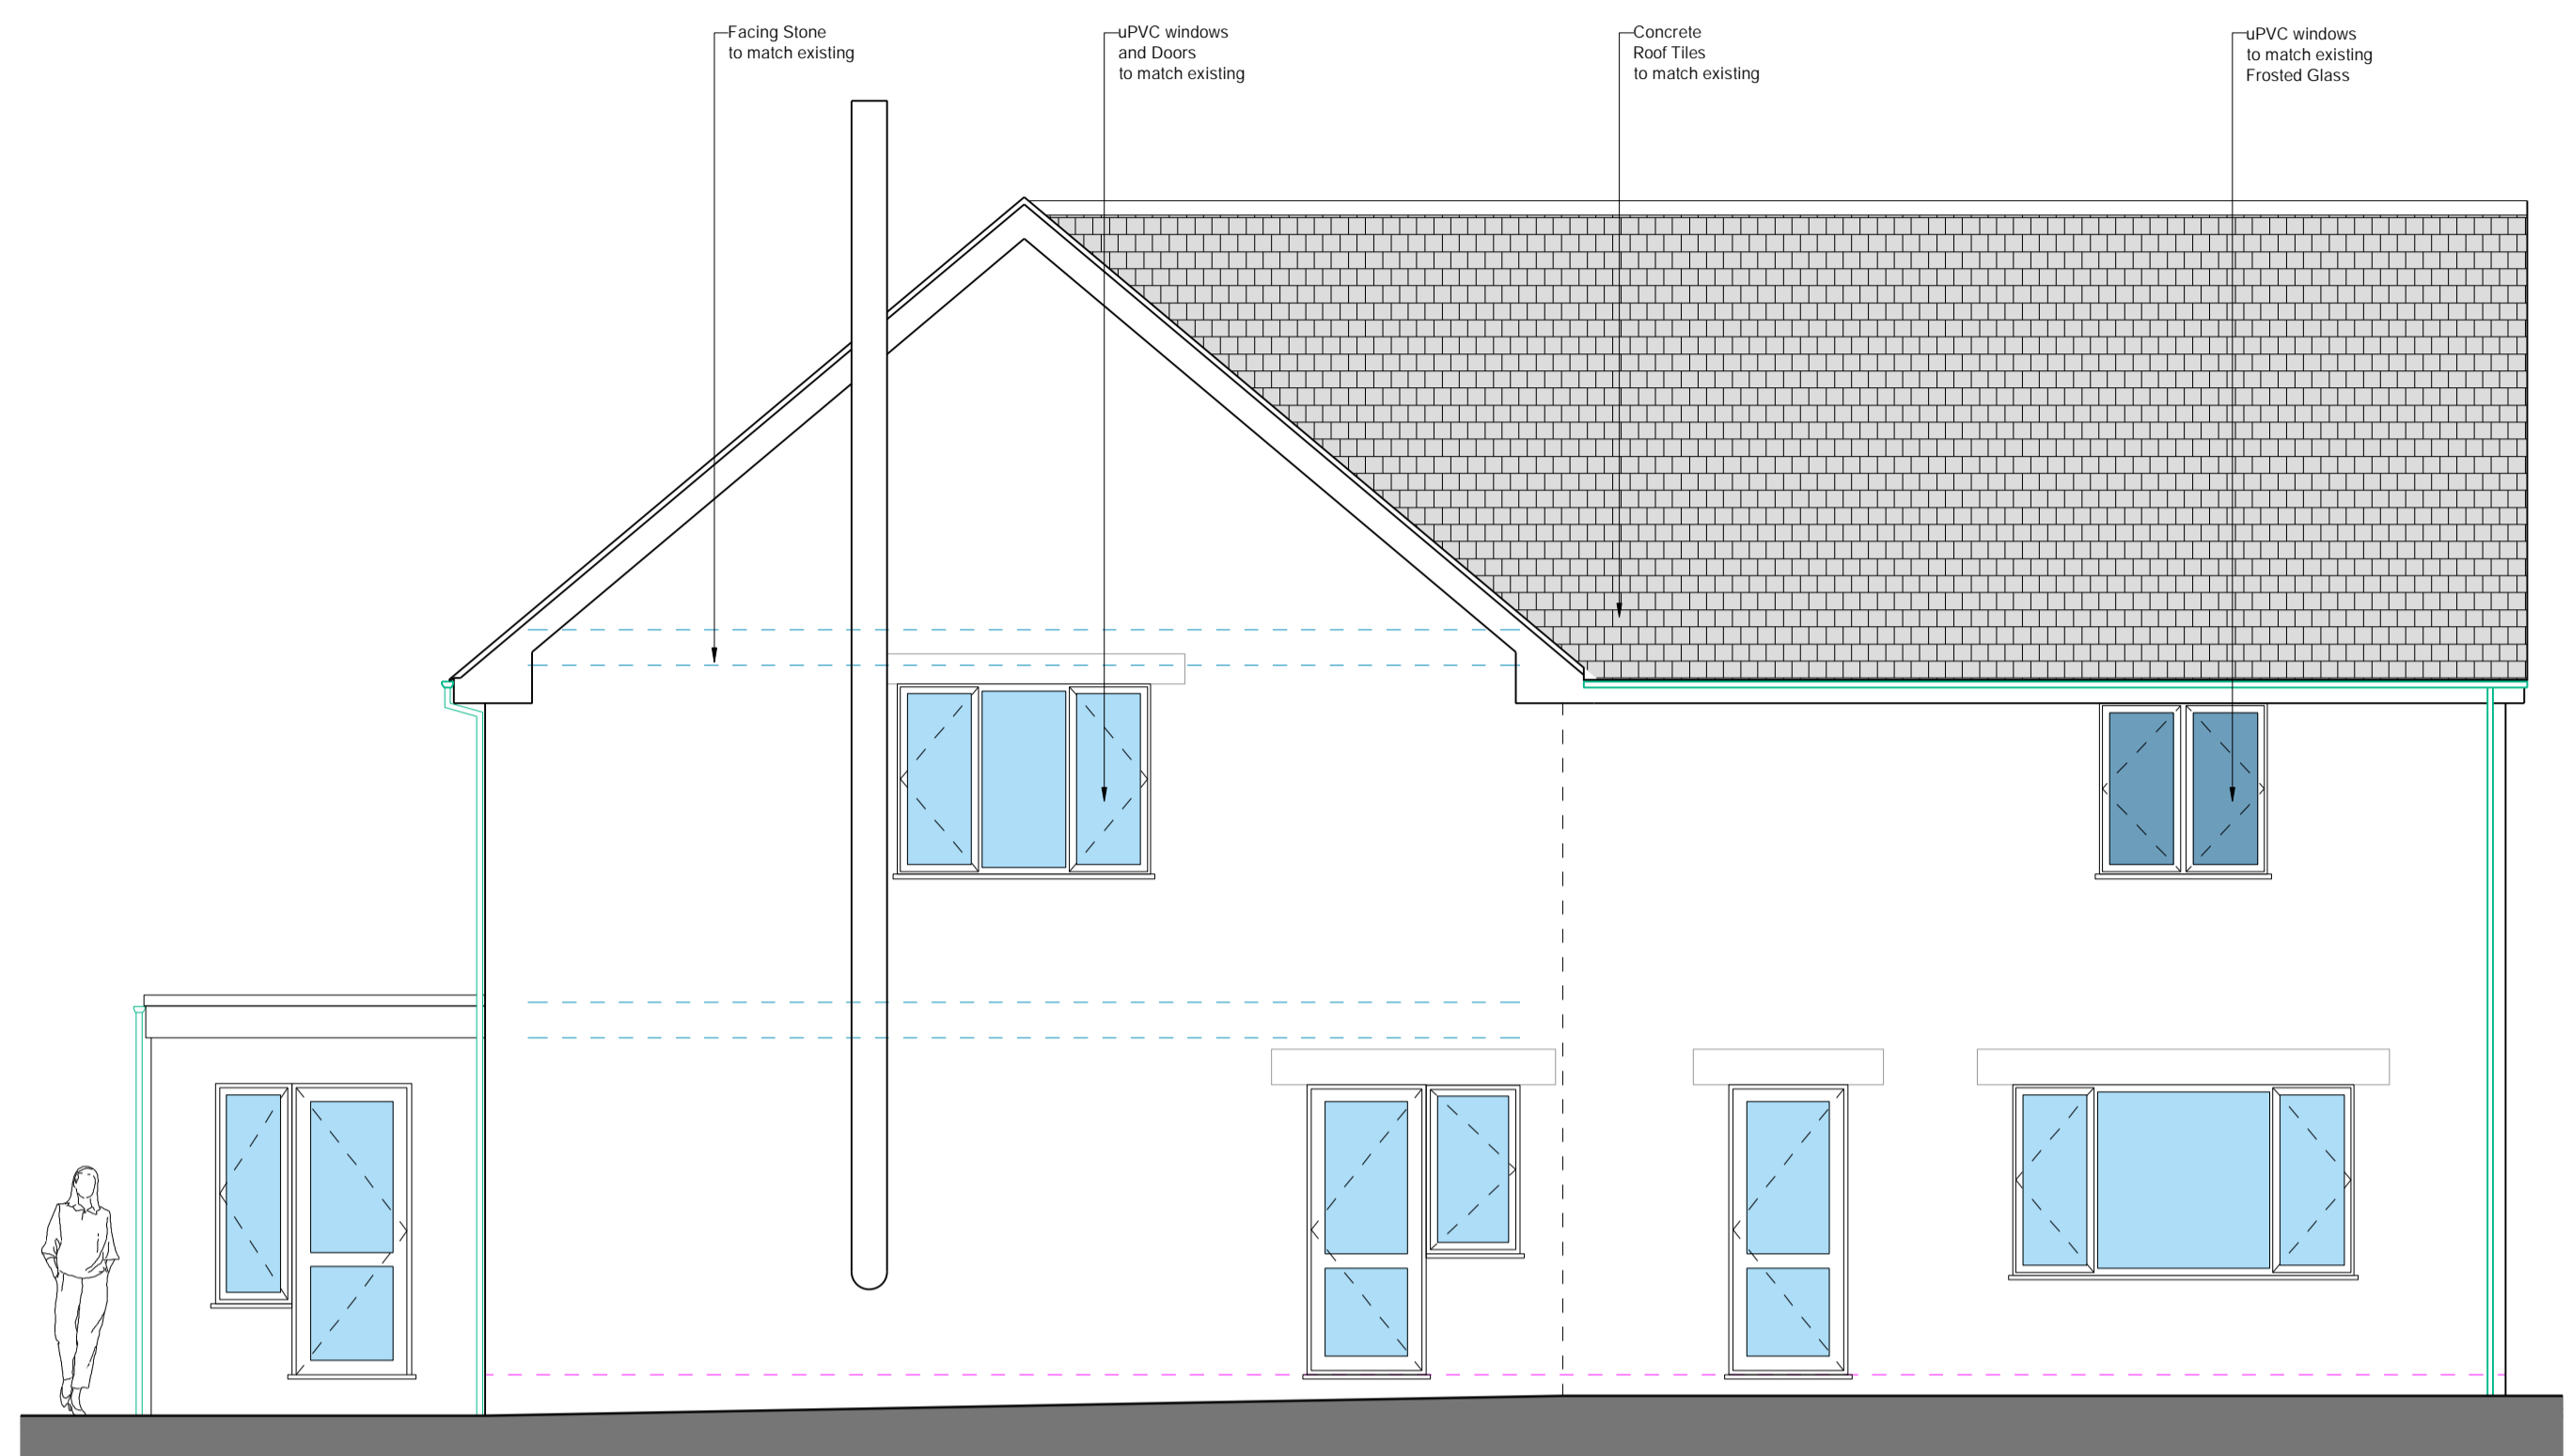 Facing Stone
to match existing
uPVC windows
and Doors
to match existing
Concrete
Roof Tiles
to match existing
uPVC windows
to match existing
Frosted Glass